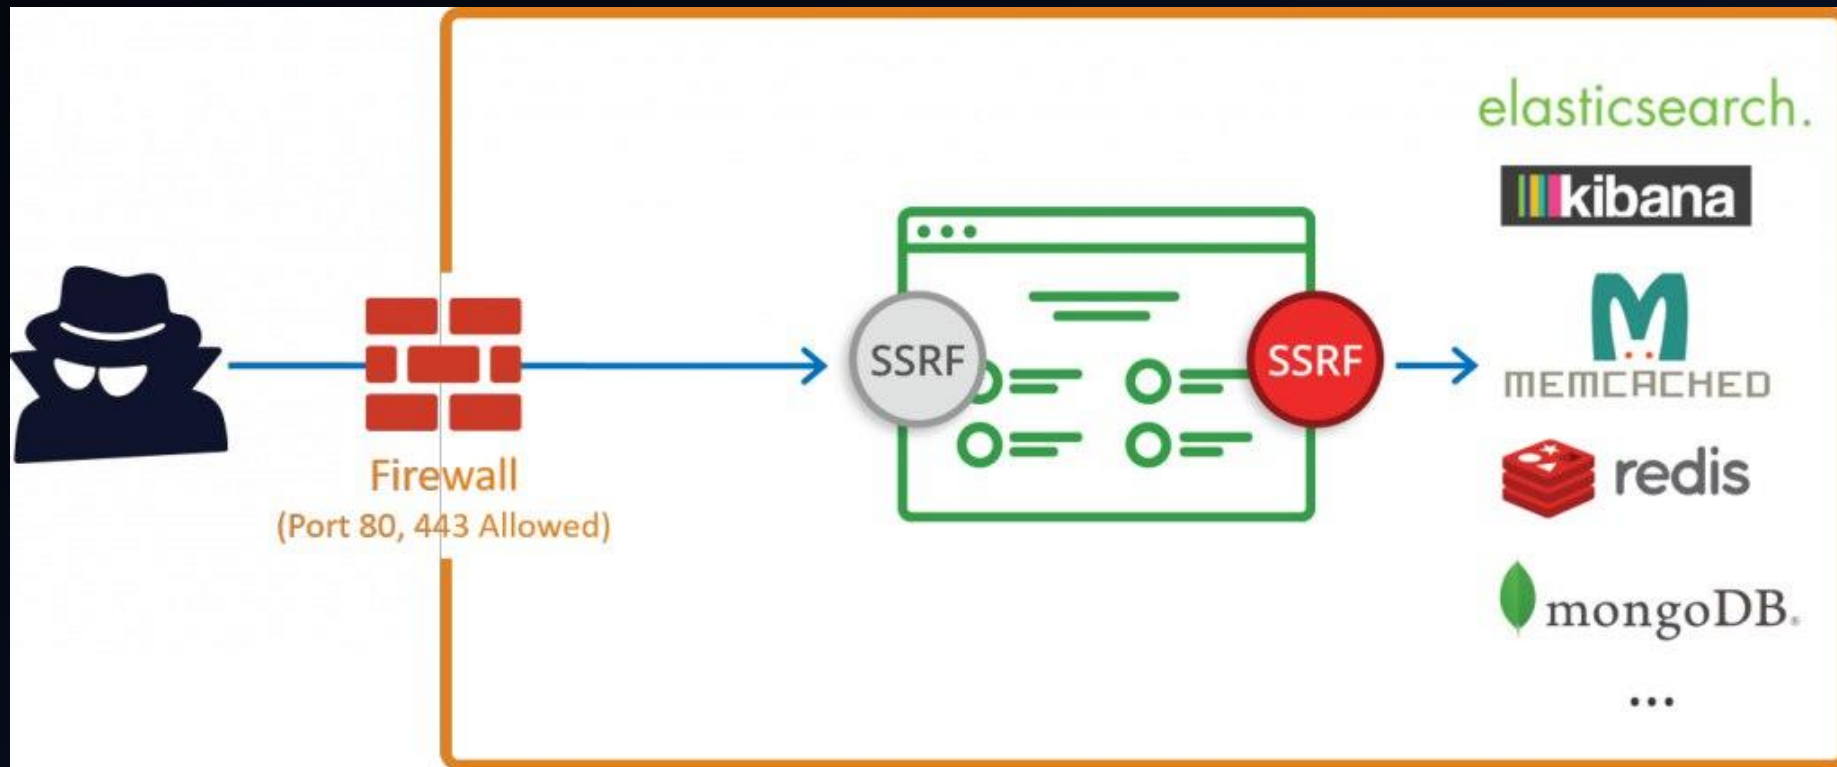 elasticsearch.
kibana
SSRF
SSRF
MEMCACHED
Firewall
(Port 80, 443 Allowed)
redis
mongoDB®
...